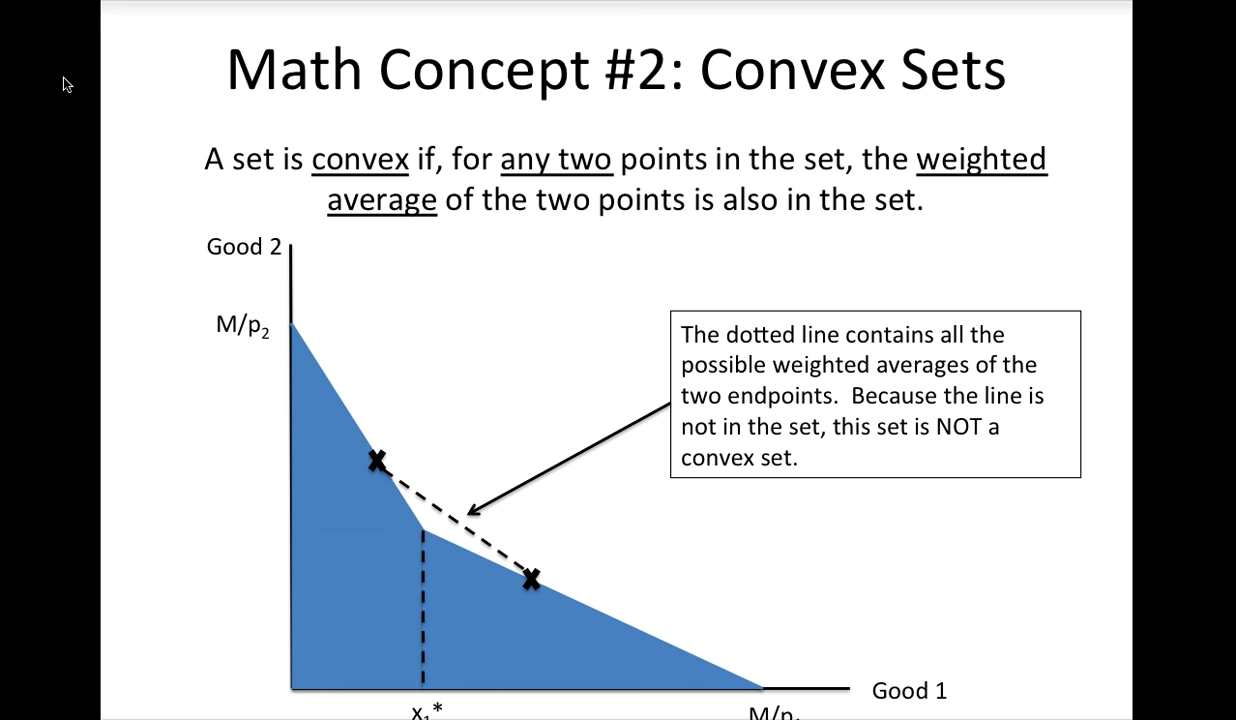 Math Concept #2: Convex Sets
A set is convex if, for any two points in the set, the weighted
average of the two points is also in the set.
Good 2
M/p₂
The dotted line contains all the
possible weighted averages of the
two endpoints.  Because the line is
not in the set, this set is NOT a
convex set.
Good 1
x₁*
M/p